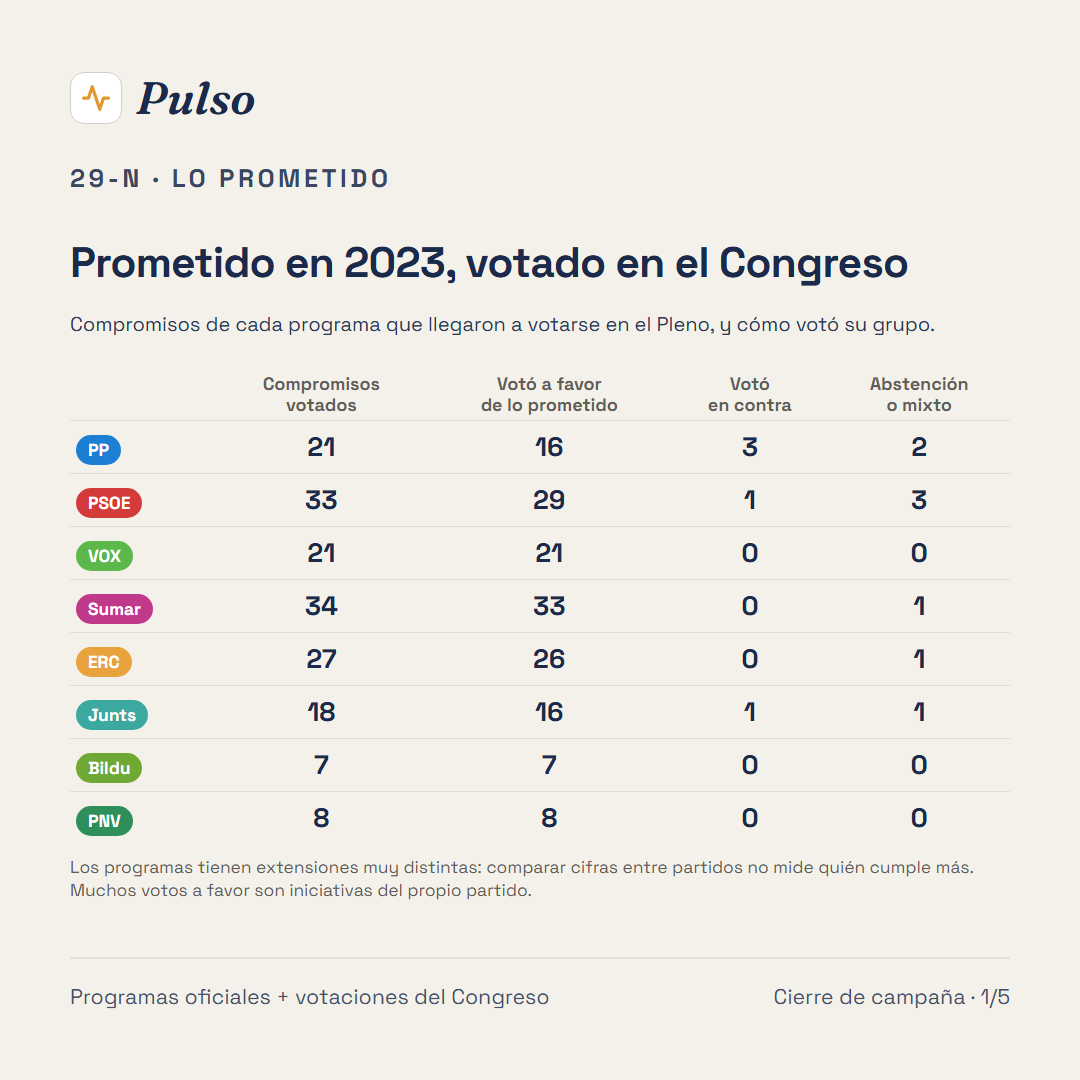 Pulso
29-N · LO PROMETIDO
Prometido en 2023, votado en el Congreso
Compromisos de cada programa que llegaron a votarse en el Pleno, y cómo votó su grupo.
Compromisos votados Votó a favor de lo prometido Votó en contra Abstención o mixto
PP 21 16 3 2
PSOE 33 29 1 3
VOX 21 21 0 0
Sumar 34 33 0 1
ERC 27 26 0 1
Junts 18 16 1 1
Bildu 7 7 0 0
PNV 8 8 0 0
Los programas tienen extensiones muy distintas: comparar cifras entre partidos no mide quién cumple más.
Muchos votos a favor son iniciativas del propio partido.
Programas oficiales + votaciones del Congreso Cierre de campaña · 1/5